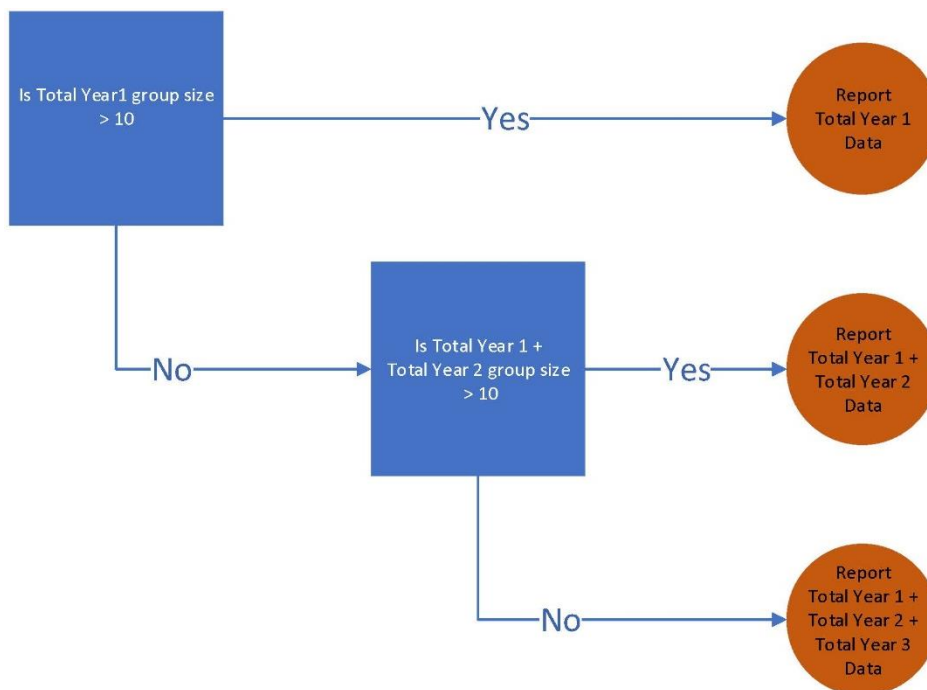 Is Total Year1 group size
> 10
Yes
Report
Total Year 1
Data
No
Is Total Year 1 +
Total Year 2 group size
> 10
Yes
Report
Total Year 1 +
Total Year 2
Data
No
Report
Total Year 1 +
Total Year 2 +
Total Year 3
Data